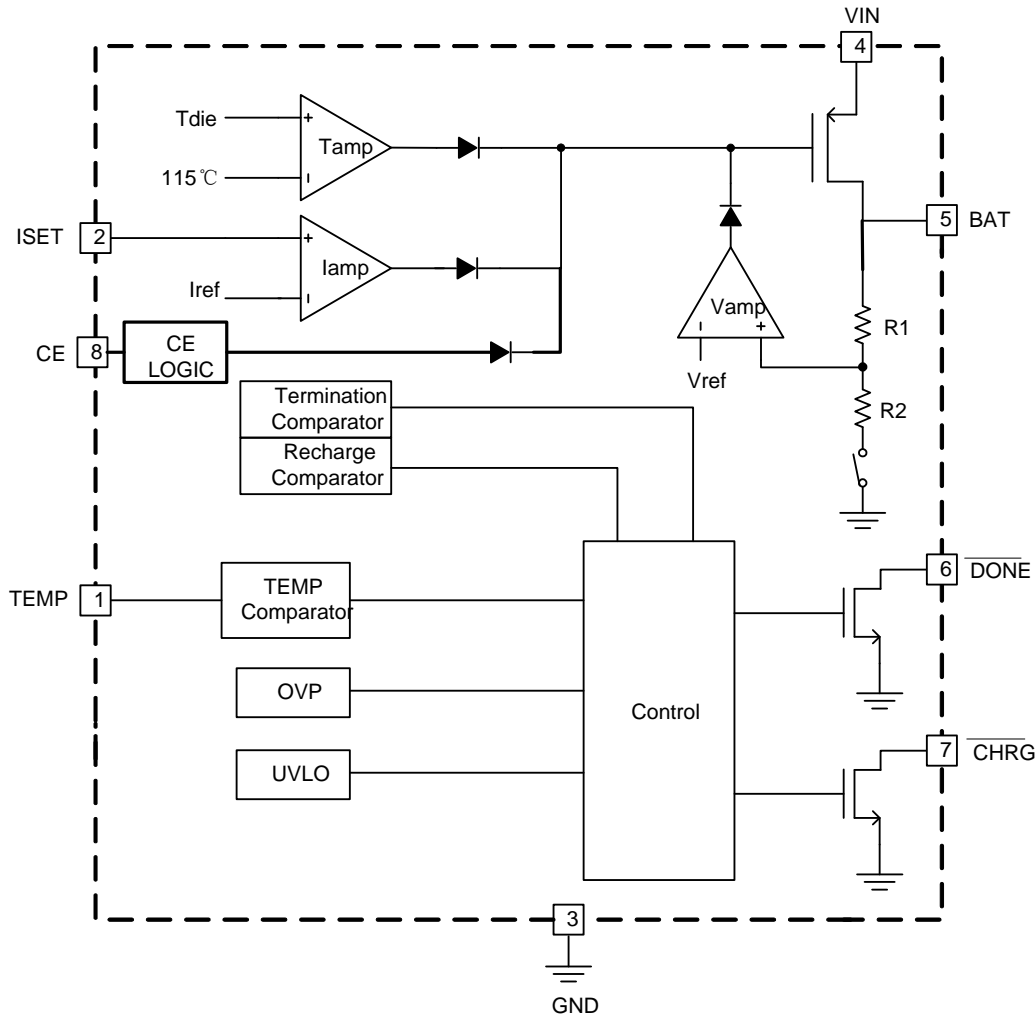 VIN
4
Tdie
+
Tamp
115℃
−
ISET
2
+
Iamp
Iref
−
5
BAT
CE
8
CE
LOGIC
Vamp
−
+
Vref
R1
R2
Termination
Comparator
Recharge
Comparator
TEMP
1
TEMP
Comparator
OVP
UVLO
Control
6
DONE
7
CHRG
3
GND